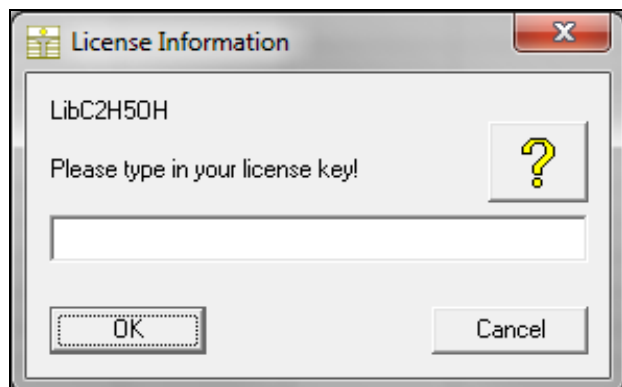 License Information
LibC2H5OH
Please type in your license key!
?
OK
Cancel